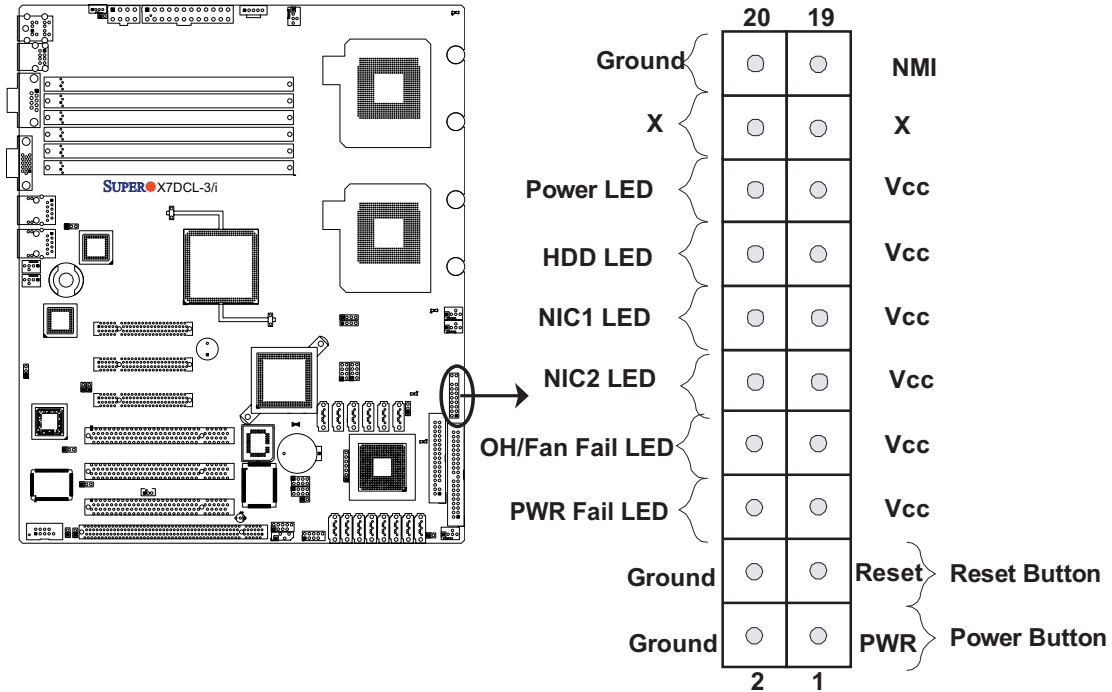 20 19
Ground NMI
X X
Power LED Vcc
SUPER X7DCL-3/i
HDD LED Vcc
NIC1 LED Vcc
NIC2 LED Vcc
OH/Fan Fail LED Vcc
PWR Fail LED Vcc
Ground Reset Reset Button
Ground PWR Power Button
2 1